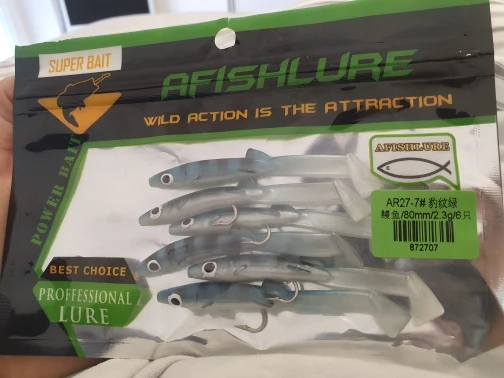 SUPER BAIT
AFISHLURE
WILD ACTION IS THE ATTRACTION
POWER BAIT
AFISHLURE
AR27-7# 豹纹绿
鳗鱼/80mm/2.3g/6只
872707
BEST CHOICE
PROFFESSIONAL
LURE